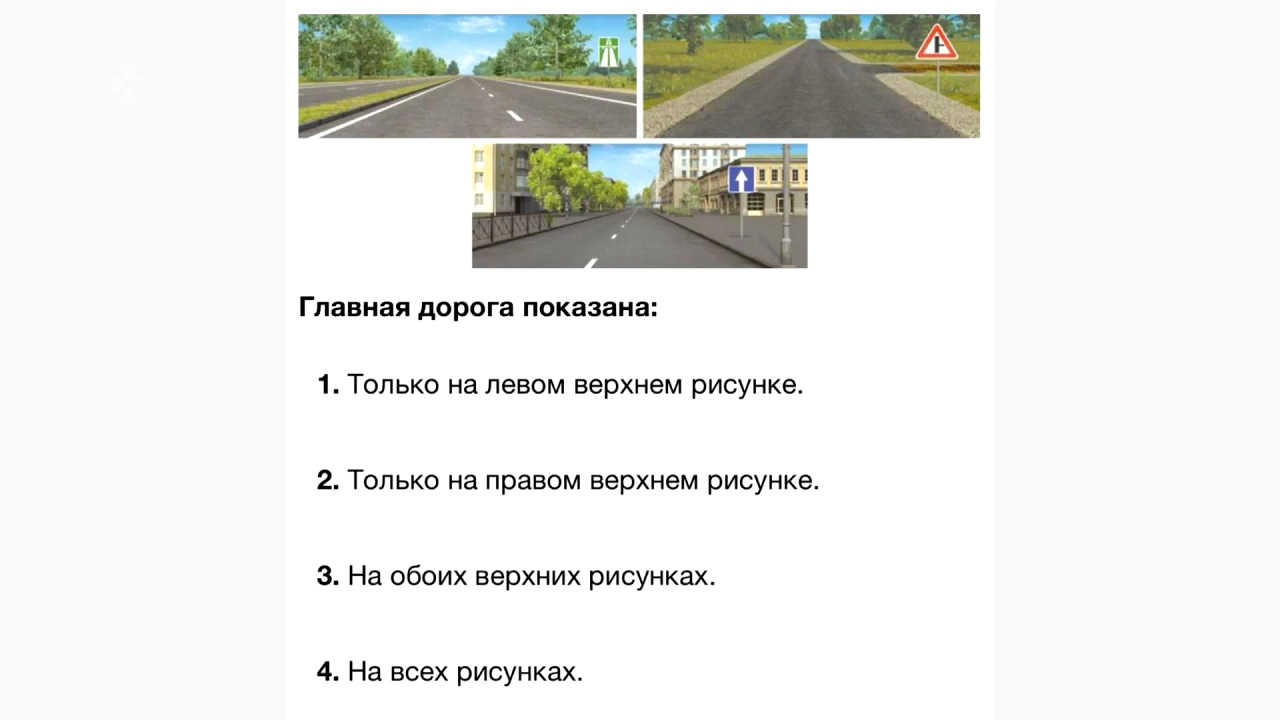 Главная дорога показана:
1. Только на левом верхнем рисунке.
2. Только на правом верхнем рисунке.
3. На обоих верхних рисунках.
4. На всех рисунках.